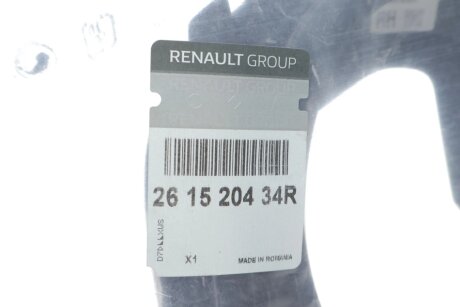 RENAULT GROUP
26 15 204 34R
X1
MADE IN ROMANIA